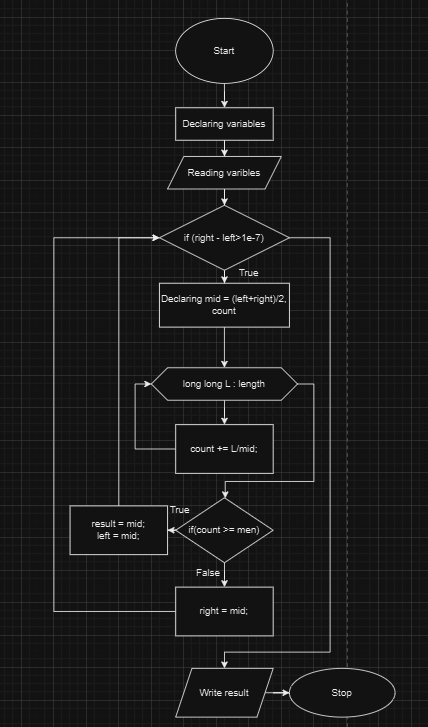 Start
Declaring variables
Reading varibles
if (right - left>1e-7)
True
Declaring mid = (left+right)/2,
count
long long L : length
count += L/mid;
True
result = mid;
left = mid;
if(count >= men)
False
right = mid;
Write result
Stop